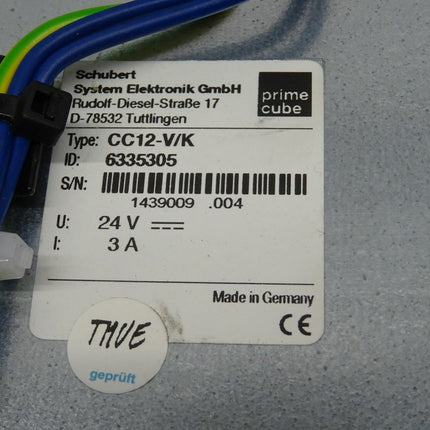 Schubert
System Elektronik GmbH
Rudolf-Diesel-Straße 17
D-78532 Tuttlingen
prime
cube
Type: CC12-V/K
ID: 6335305
S/N:
1439009 .004
U: 24 V
I: 3 A
Made in Germany
CE
TMVE
geprüft